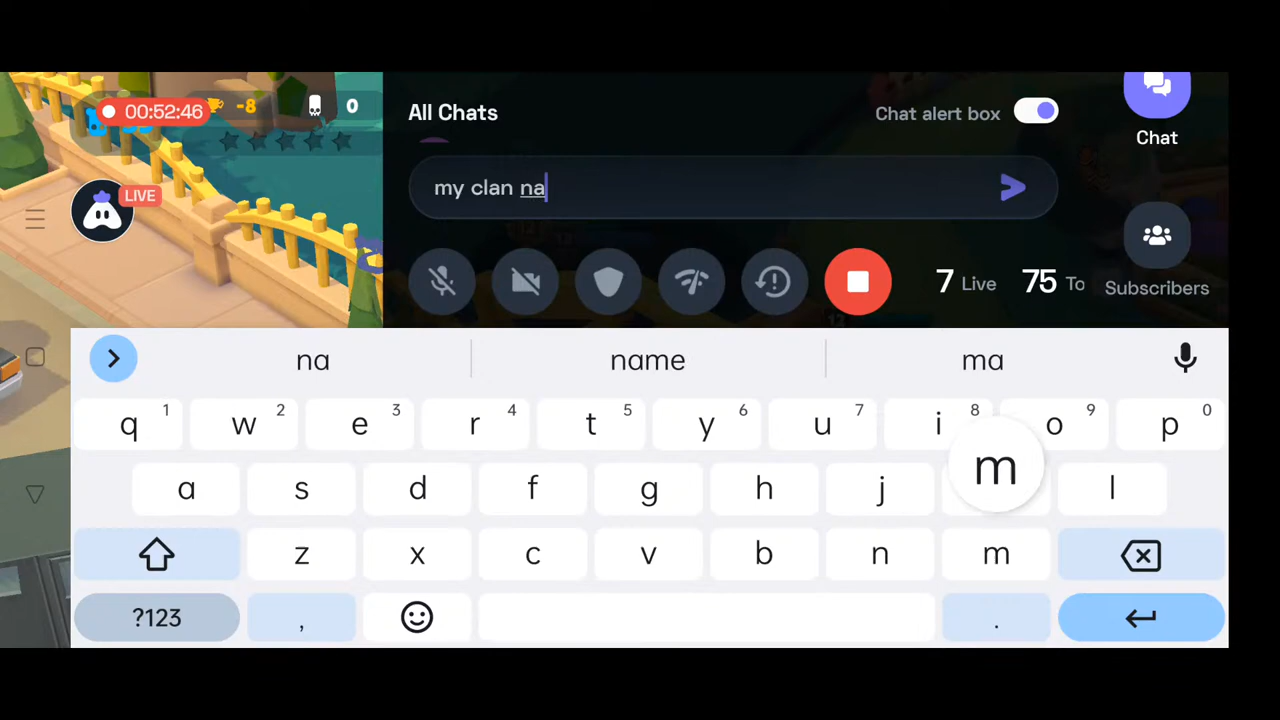 00:52:46
-8
0
LIVE
All Chats
Chat alert box
Chat
my clan na
7 Live
75 To
Subscribers
na
name
ma
q 1 w 2 e 3 r 4 t 5 y 6 u 7 i 8 o 9 p 0
a s d f g h j l
m
z x c v b n m
?123 , .